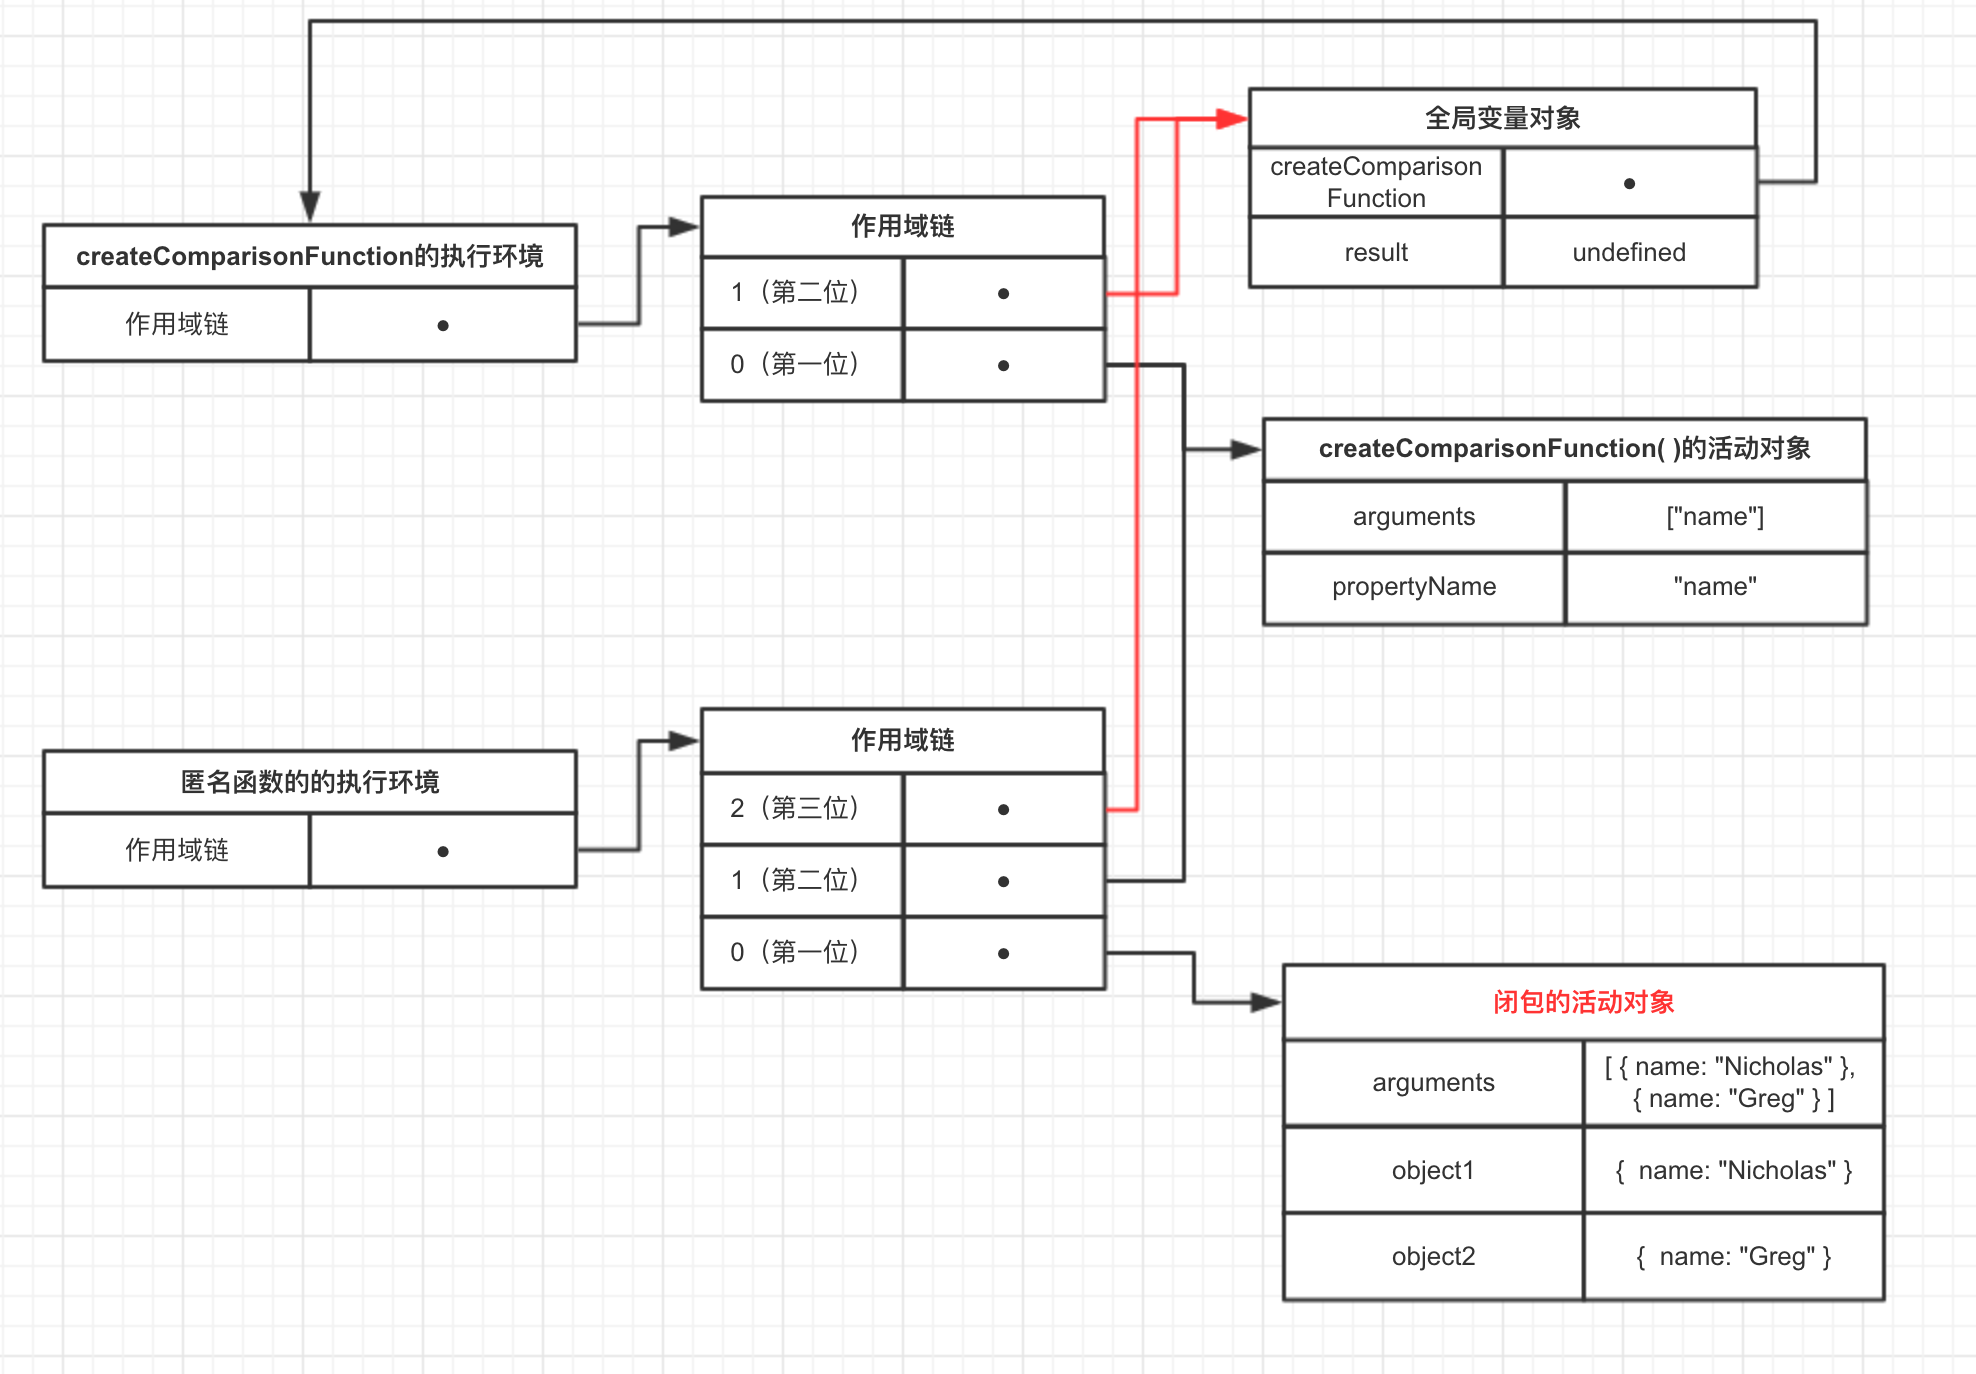 全局变量对象
createComparison
Function
•
result
undefined
createComparisonFunction的执行环境
作用域链
•
作用域链
1（第二位）
•
0（第一位）
•
createComparisonFunction( )的活动对象
arguments
["name"]
propertyName
"name"
匿名函数的的执行环境
作用域链
•
作用域链
2（第三位）
•
1（第二位）
•
0（第一位）
•
闭包的活动对象
arguments
[ { name: "Nicholas" },
{ name: "Greg" } ]
object1
{  name: "Nicholas" }
object2
{  name: "Greg" }